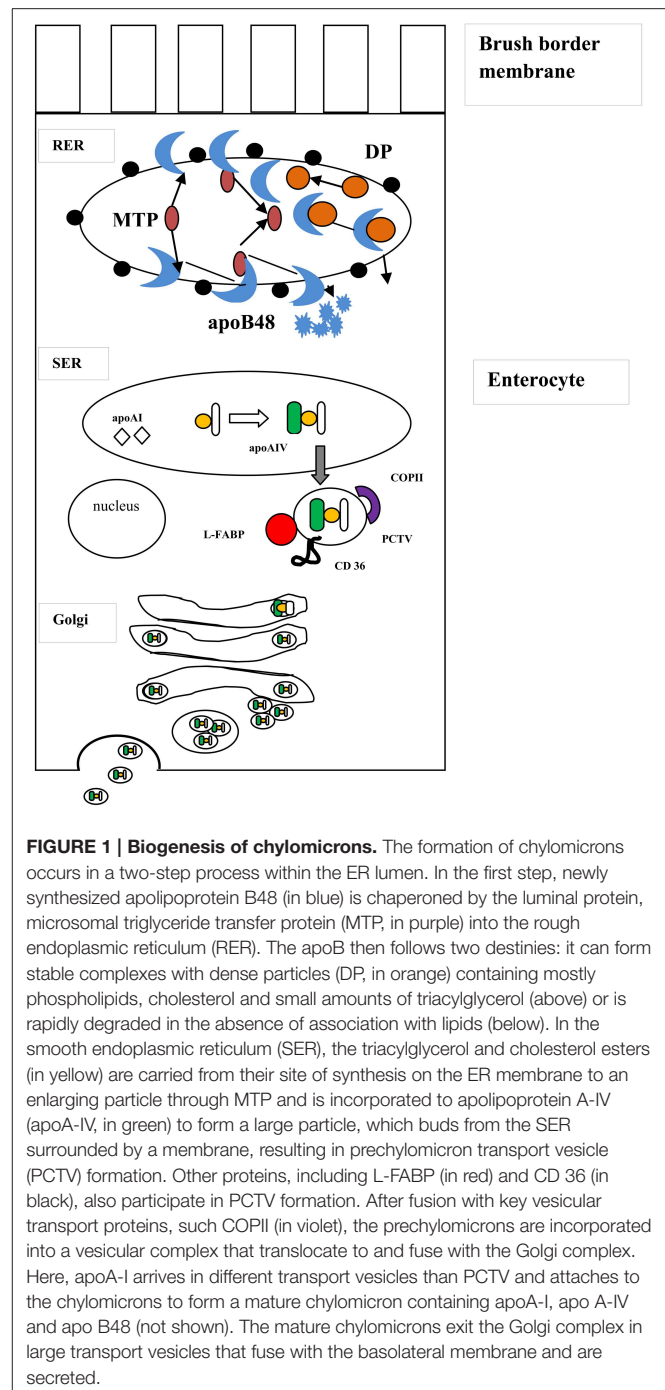 Brush border
membrane
RER
DP
MTP
apoB48
SER
Enterocyte
apoAI
apoAIV
COPII
nucleus
L-FABP
PCTV
CD 36
Golgi
FIGURE 1 | Biogenesis of chylomicrons. The formation of chylomicrons
occurs in a two-step process within the ER lumen. In the first step, newly
synthesized apolipoprotein B48 (in blue) is chaperoned by the luminal protein,
microsomal triglyceride transfer protein (MTP, in purple) into the rough
endoplasmic reticulum (RER). The apoB then follows two destinies: it can form
stable complexes with dense particles (DP, in orange) containing mostly
phospholipids, cholesterol and small amounts of triacylglycerol (above) or is
rapidly degraded in the absence of association with lipids (below). In the
smooth endoplasmic reticulum (SER), the triacylglycerol and cholesterol esters
(in yellow) are carried from their site of synthesis on the ER membrane to an
enlarging particle through MTP and is incorporated to apolipoprotein A-IV
(apoA-IV, in green) to form a large particle, which buds from the SER
surrounded by a membrane, resulting in prechylomicron transport vesicle
(PCTV) formation. Other proteins, including L-FABP (in red) and CD 36 (in
black), also participate in PCTV formation. After fusion with key vesicular
transport proteins, such COPII (in violet), the prechylomicrons are incorporated
into a vesicular complex that translocate to and fuse with the Golgi complex.
Here, apoA-I arrives in different transport vesicles than PCTV and attaches to
the chylomicrons to form a mature chylomicron containing apoA-I, apo A-IV
and apo B48 (not shown). The mature chylomicrons exit the Golgi complex in
large transport vesicles that fuse with the basolateral membrane and are
secreted.